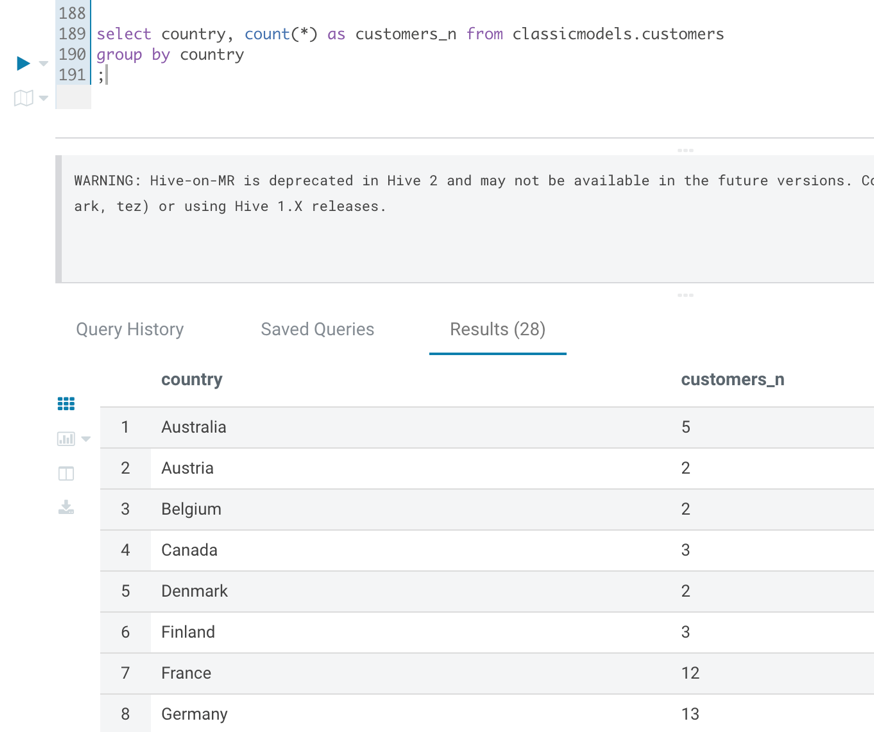 188
189 select country, count(*) as customers_n from classicmodels.customers
190 group by country
191 ;
WARNING: Hive-on-MR is deprecated in Hive 2 and may not be available in the future versions. Co
ark, tez) or using Hive 1.X releases.
Query History Saved Queries Results (28)
country customers_n
1 Australia 5
2 Austria 2
3 Belgium 2
4 Canada 3
5 Denmark 2
6 Finland 3
7 France 12
8 Germany 13